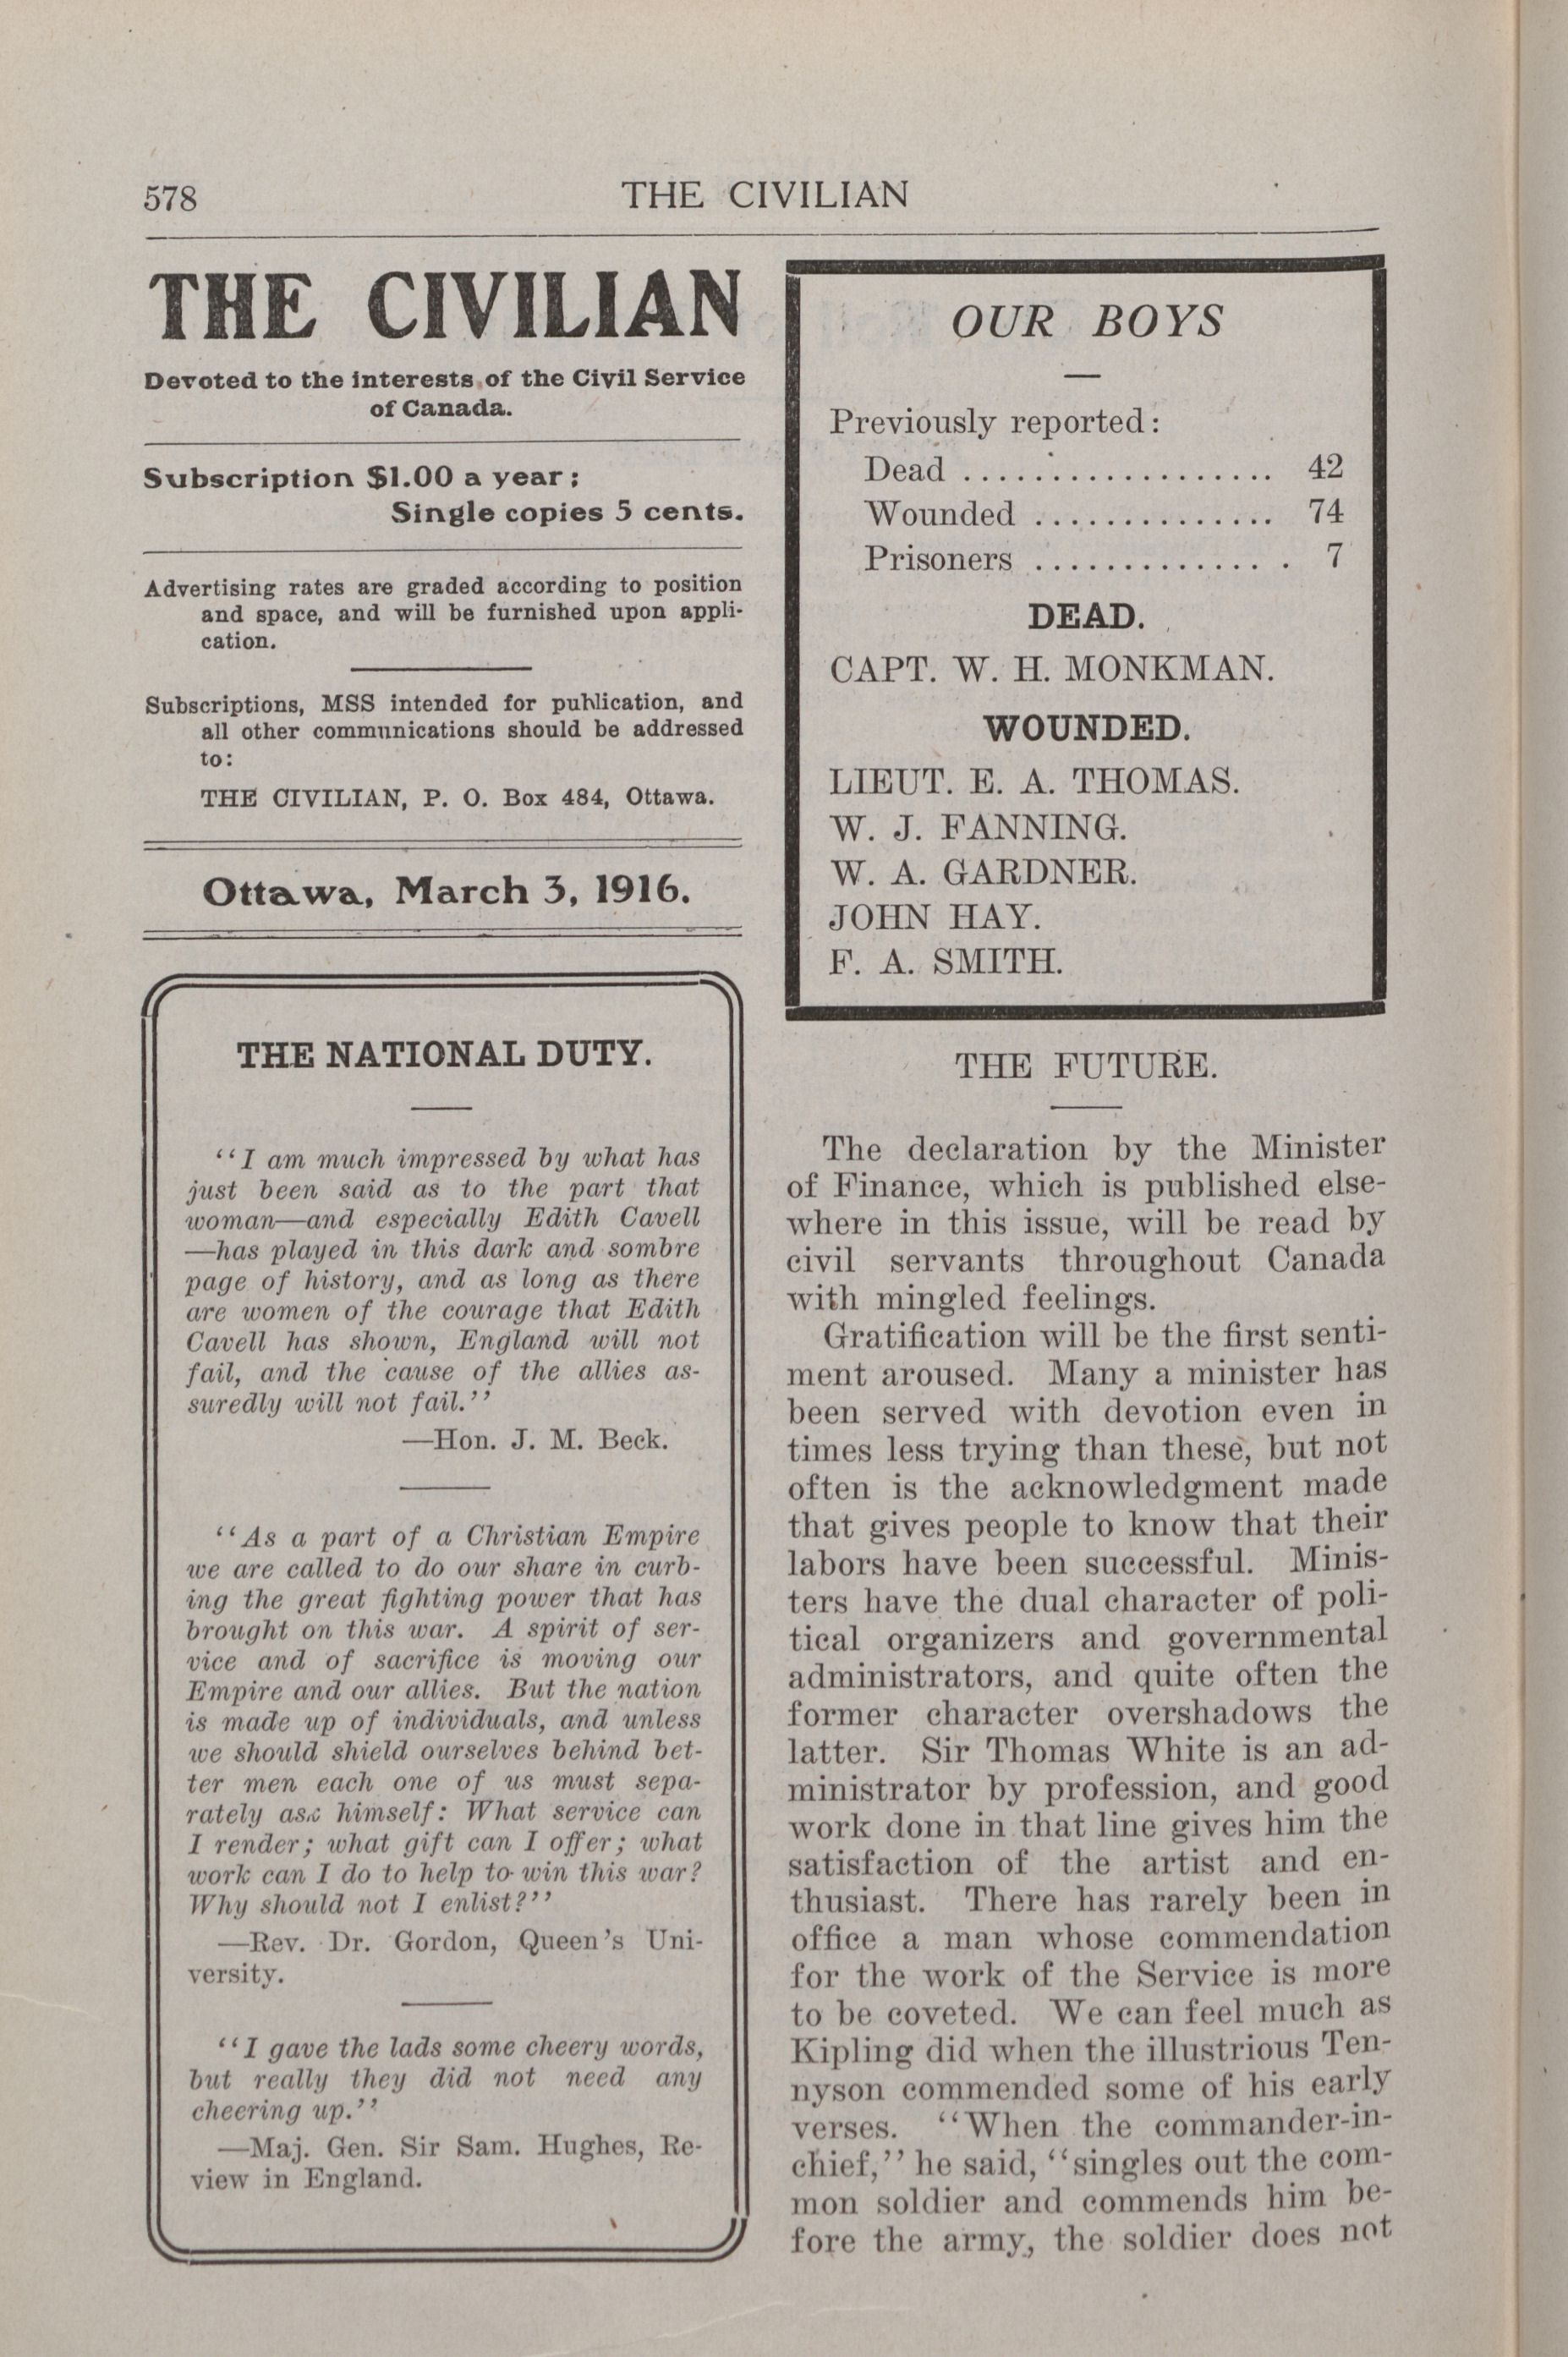 578
THE CIVILIAN
THE CIVILIAN
Devoted to the interests of the Civil Service
of Canada.
Subscription $1.00 a year;
Single copies 5 cents.
Advertising rates are graded according to position
and space, and will be furnished upon appli-
cation.
Subscriptions, MSS intended for publication, and
all other communications should be addressed
to:
THE CIVILIAN, P. O. Box 484, Ottawa.
Ottawa, March 3, 1916.
THE NATIONAL DUTY.
"I am much impressed by what has
just been said as to the part that
woman—and especially Edith Cavell
—has played in this dark and sombre
page of history, and as long as there
are women of the courage that Edith
Cavell has shown, England will not
fail, and the cause of the allies as-
suredly will not fail."
—Hon. J. M. Beck.
"As a part of a Christian Empire
we are called to do our share in curb-
ing the great fighting power that has
brought on this war. A spirit of ser-
vice and of sacrifice is moving our
Empire and our allies. But the nation
is made up of individuals, and unless
we should shield ourselves behind bet-
ter men each one of us must sepa-
rately ask himself: What service can
I render; what gift can I offer; what
work can I do to help to win this war?
Why should not I enlist?"
—Rev. Dr. Gordon, Queen's Uni-
versity.
"I gave the lads some cheery words,
but really they did not need any
cheering up."
—Maj. Gen. Sir Sam. Hughes, Re-
view in England.
OUR BOYS
Previously reported:
Dead .................. 42
Wounded .............. 74
Prisoners .............. 7
DEAD.
CAPT. W. H. MONKMAN.
WOUNDED.
LIEUT. E. A. THOMAS.
W. J. FANNING.
W. A. GARDNER.
JOHN HAY.
F. A. SMITH.
THE FUTURE.
The declaration by the Minister
of Finance, which is published else-
where in this issue, will be read by
civil servants throughout Canada
with mingled feelings.
Gratification will be the first senti-
ment aroused. Many a minister has
been served with devotion even in
times less trying than these, but not
often is the acknowledgment made
that gives people to know that their
labors have been successful. Minis-
ters have the dual character of poli-
tical organizers and governmental
administrators, and quite often the
former character overshadows the
latter. Sir Thomas White is an ad-
ministrator by profession, and good
work done in that line gives him the
satisfaction of the artist and en-
thusiast. There has rarely been in
office a man whose commendation
for the work of the Service is more
to be coveted. We can feel much as
Kipling did when the illustrious Ten-
nyson commended some of his early
verses. "When the commander-in-
chief," he said, "singles out the com-
mon soldier and commends him be-
fore the army, the soldier does not